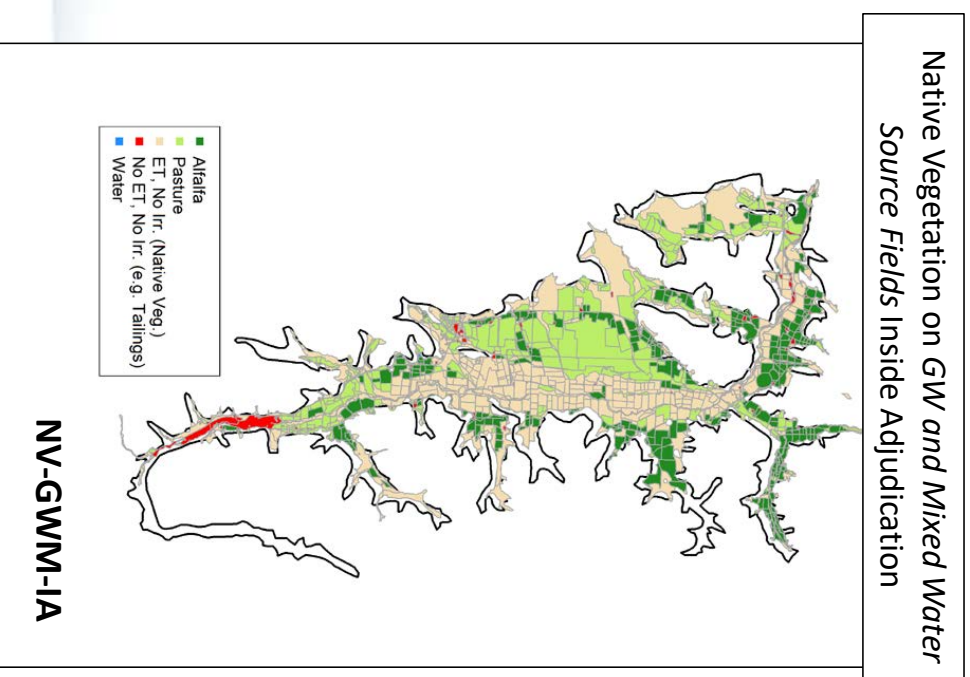 Native Vegetation on GW and Mixed Water
Source Fields Inside Adjudication
Alfalfa
Pasture
ET, No Irr. (Native Veg.)
No ET, No Irr. (e.g. Tailings)
Water
NV-GWM-IA